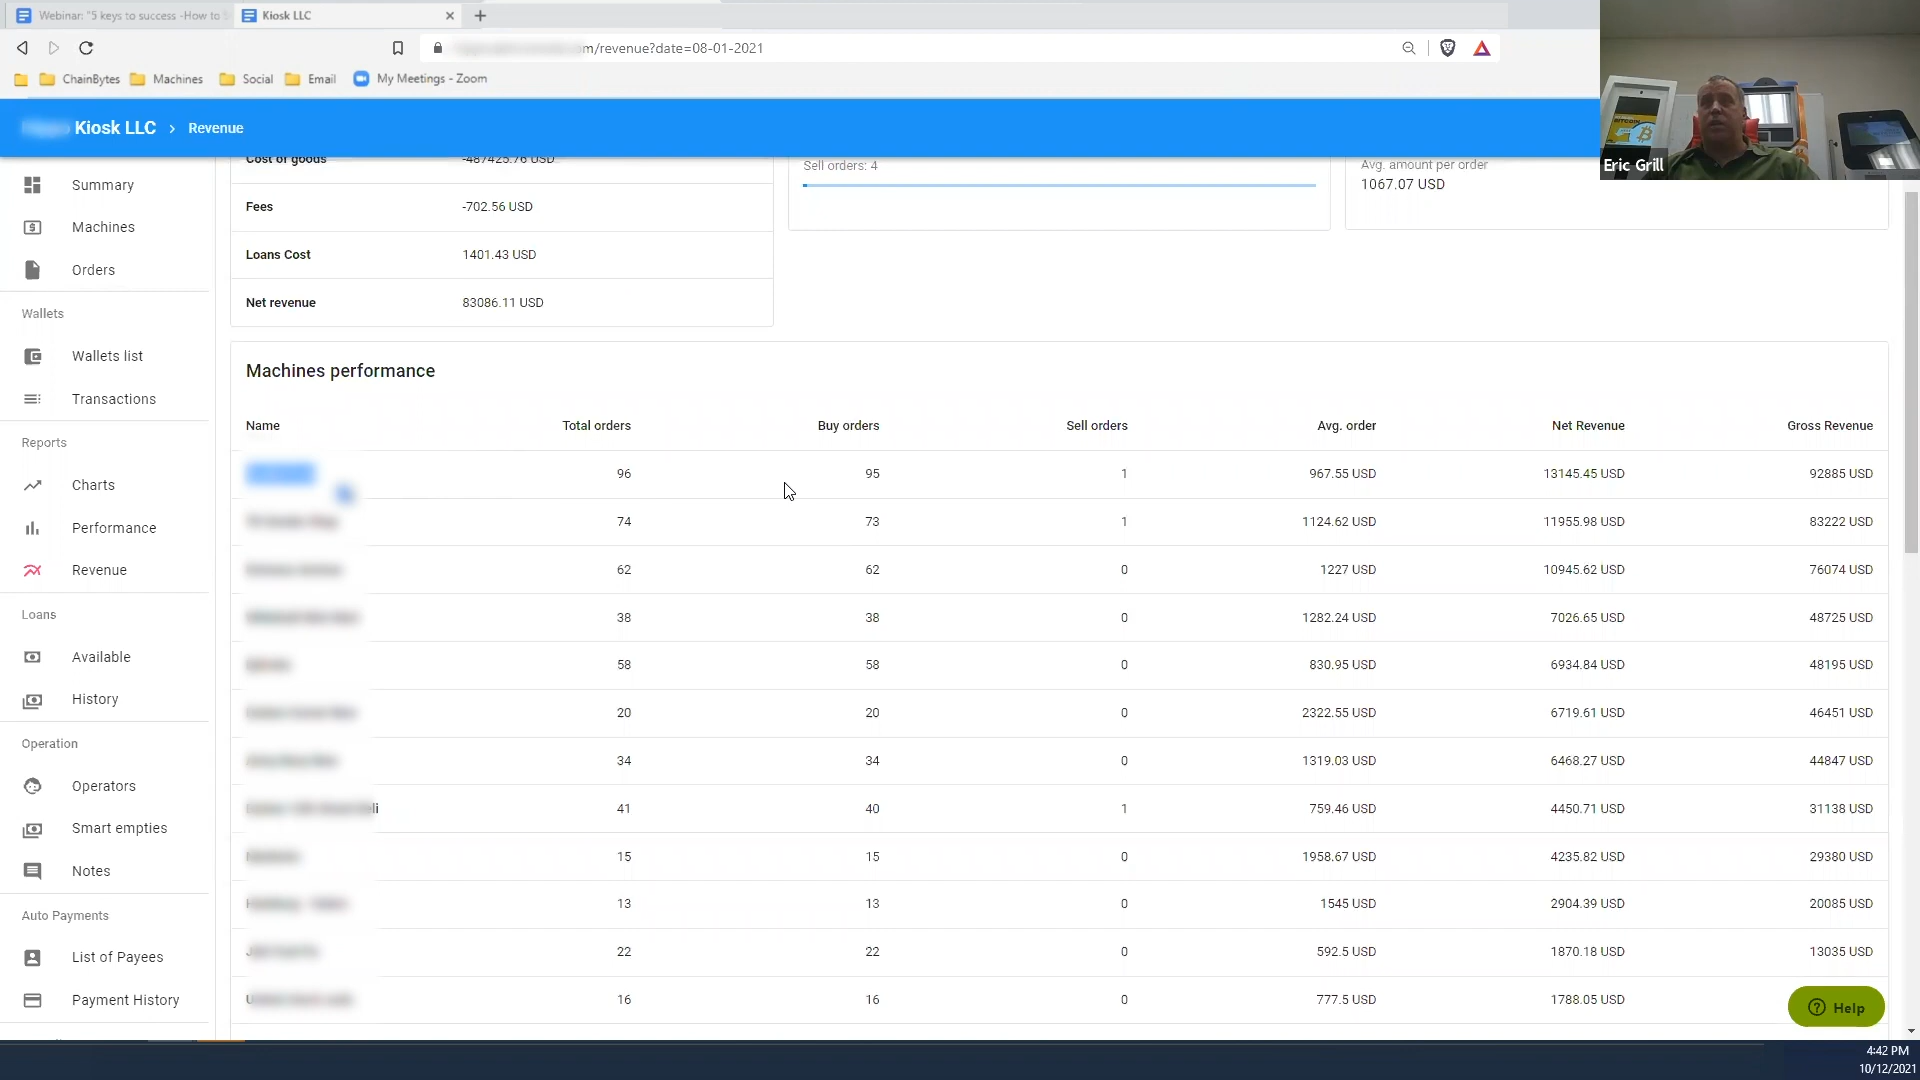 Webinar: "5 keys to success -How to
Kiosk LLC
m/revenue?date=08-01-2021
ChainBytes
Machines
Social
Email
My Meetings - Zoom
Kiosk LLC > Revenue
BITCOIN
Eric Grill
Summary
Machines
Orders
Wallets
Wallets list
Transactions
Reports
Charts
Performance
Revenue
Loans
Available
History
Operation
Operators
Smart empties
Notes
Auto Payments
List of Payees
Payment History
Cost of goods -487425.76 USD
Fees -702.56 USD
Loans Cost 1401.43 USD
Net revenue 83086.11 USD
Sell orders: 4
Avg. amount per order
1067.07 USD
Machines performance
Name Total orders Buy orders Sell orders Avg. order Net Revenue Gross Revenue
96 95 1 967.55 USD 13145.45 USD 92885 USD
74 73 1 1124.62 USD 11955.98 USD 83222 USD
62 62 0 1227 USD 10945.62 USD 76074 USD
38 38 0 1282.24 USD 7026.65 USD 48725 USD
58 58 0 830.95 USD 6934.84 USD 48195 USD
20 20 0 2322.55 USD 6719.61 USD 46451 USD
34 34 0 1319.03 USD 6468.27 USD 44847 USD
41 40 1 759.46 USD 4450.71 USD 31138 USD
15 15 0 1958.67 USD 4235.82 USD 29380 USD
13 13 0 1545 USD 2904.39 USD 20085 USD
22 22 0 592.5 USD 1870.18 USD 13035 USD
16 16 0 777.5 USD 1788.05 USD
Help
4:42 PM
10/12/2021